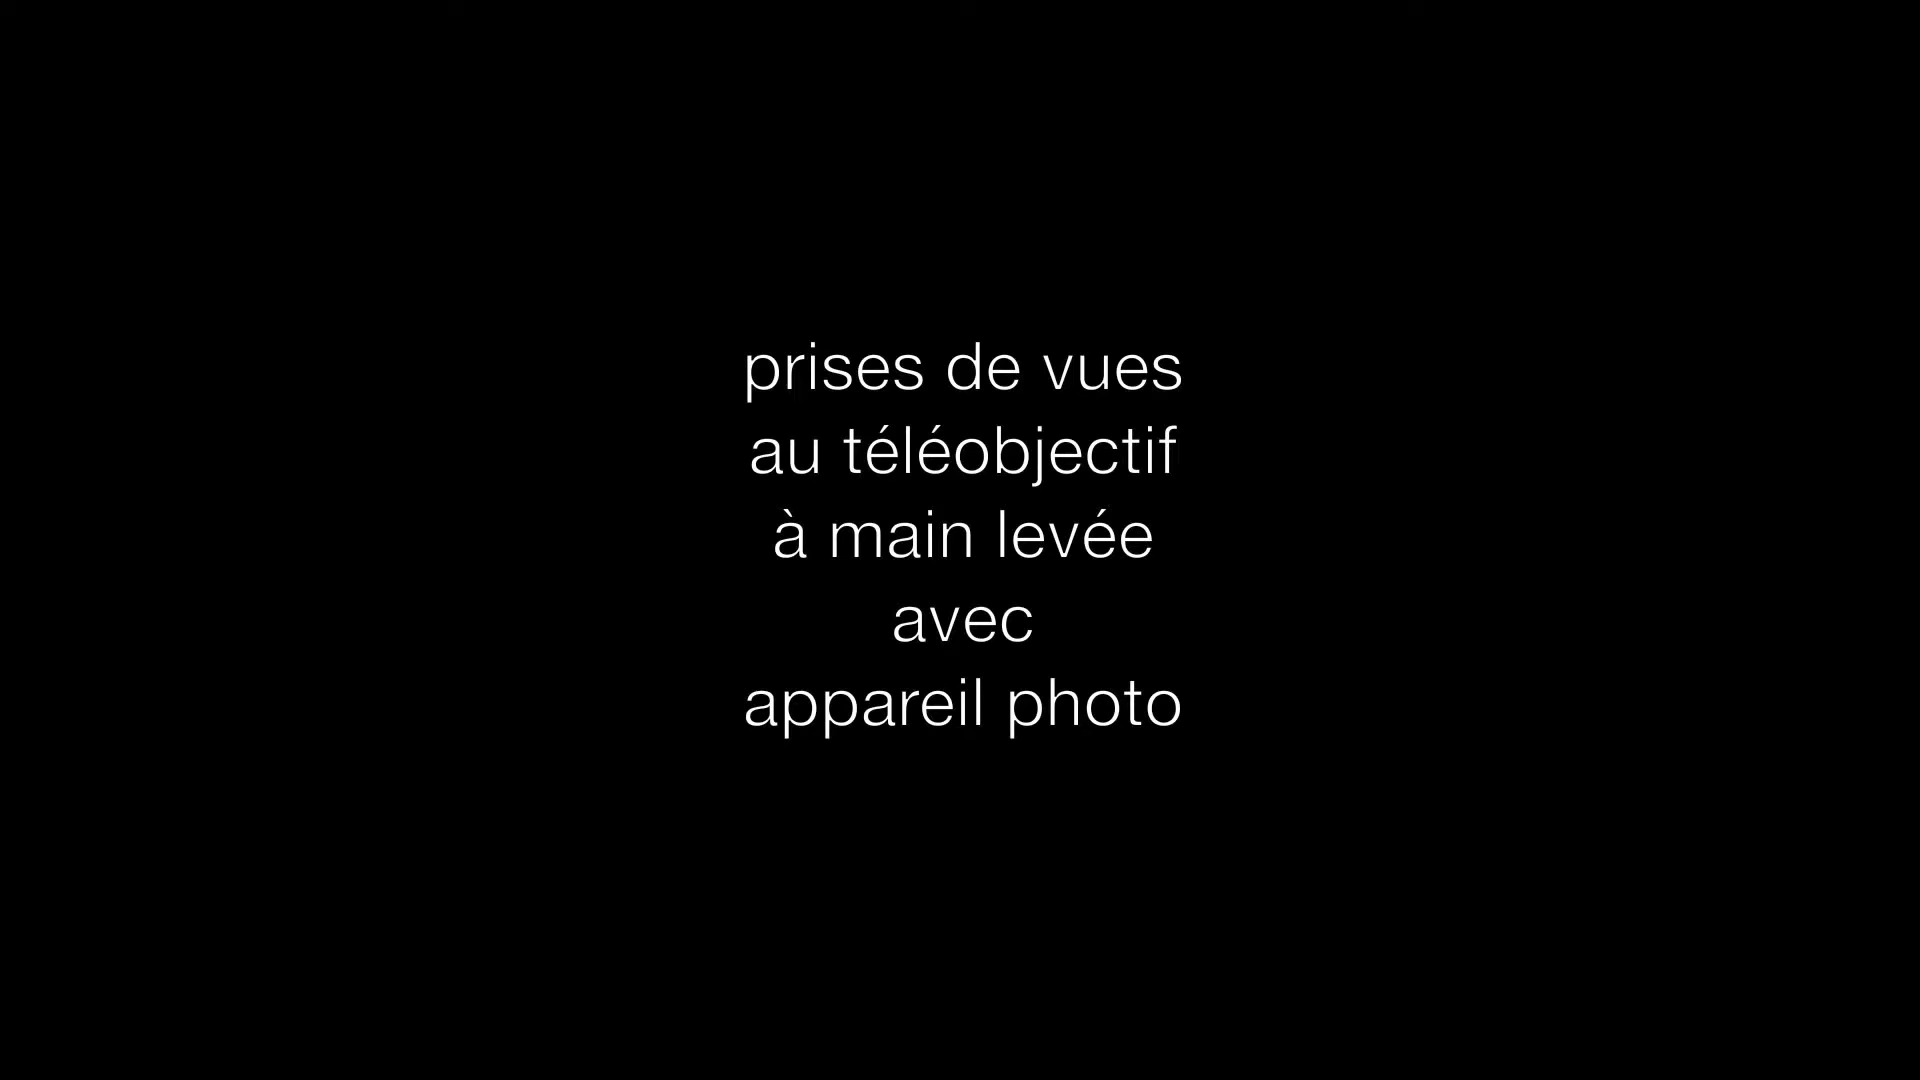 prises de vues
au téléobjectif
à main levée
avec
appareil photo